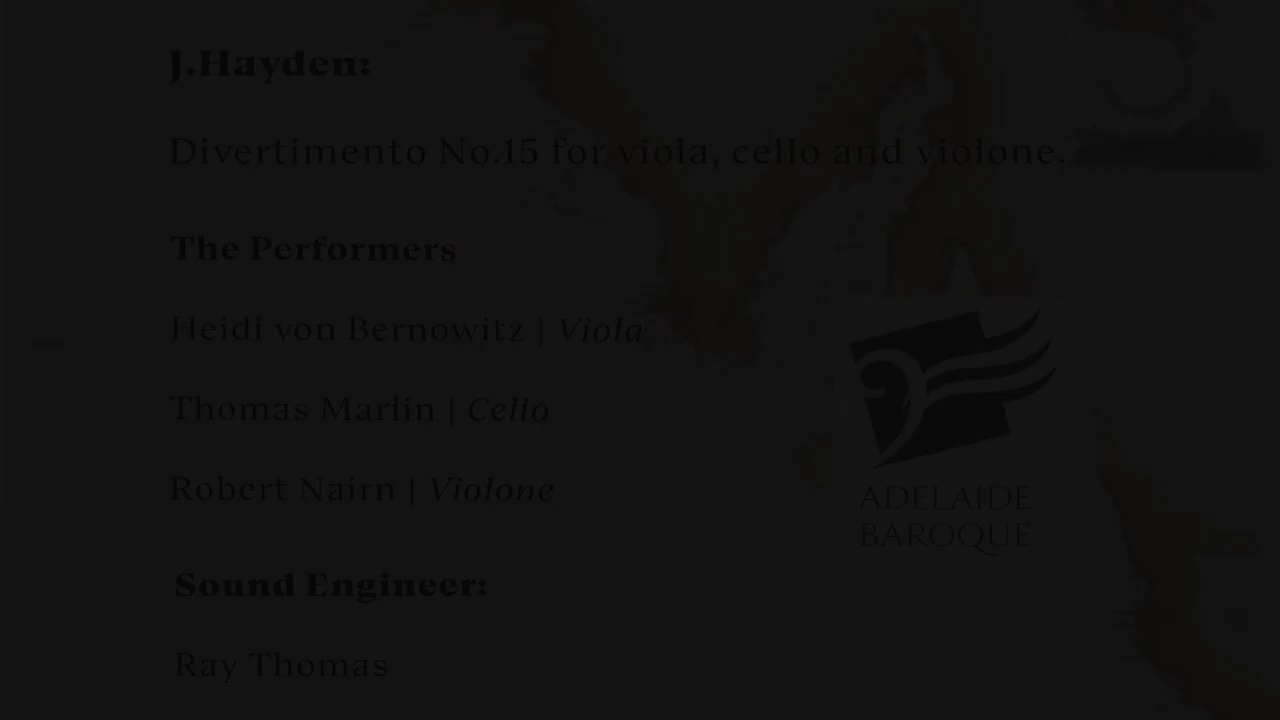 J.Hayden:
Divertimento No.15 for viola, cello and violone.
The Performers
Heidi von Bernowitz | Viola
Thomas Marlin | Cello
Robert Nairn | Violone
ADELAIDE
BAROQUE
Sound Engineer:
Ray Thomas